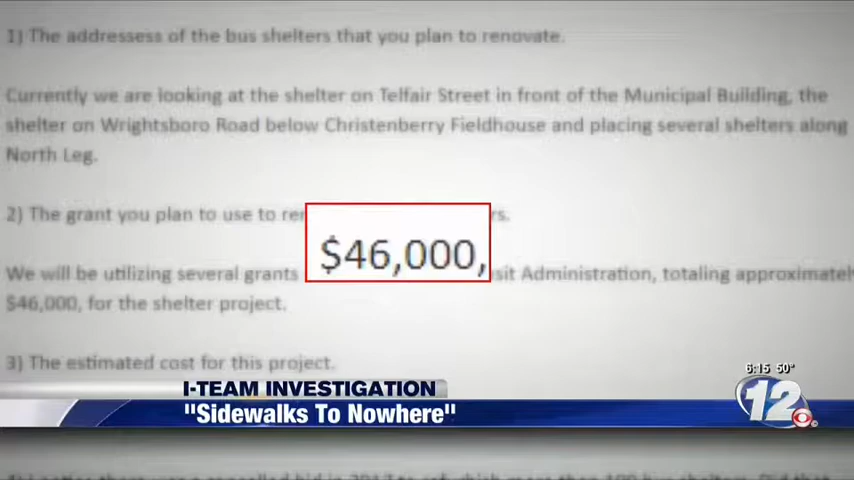 1) The addressess of the bus shelters that you plan to renovate.
Currently we are looking at the shelter on Telfair Street in front of the Municipal Building, the
shelter on Wrightsboro Road below Christenberry Fieldhouse and placing several shelters along
North Leg.
2) The grant you plan to use to rs.
$46,000,
We will be utilizing several grants Administration, totaling approximately
$46,000, for the shelter project.
3) The estimated cost for this project.
I-TEAM INVESTIGATION
6:15 50°
"Sidewalks To Nowhere"
12